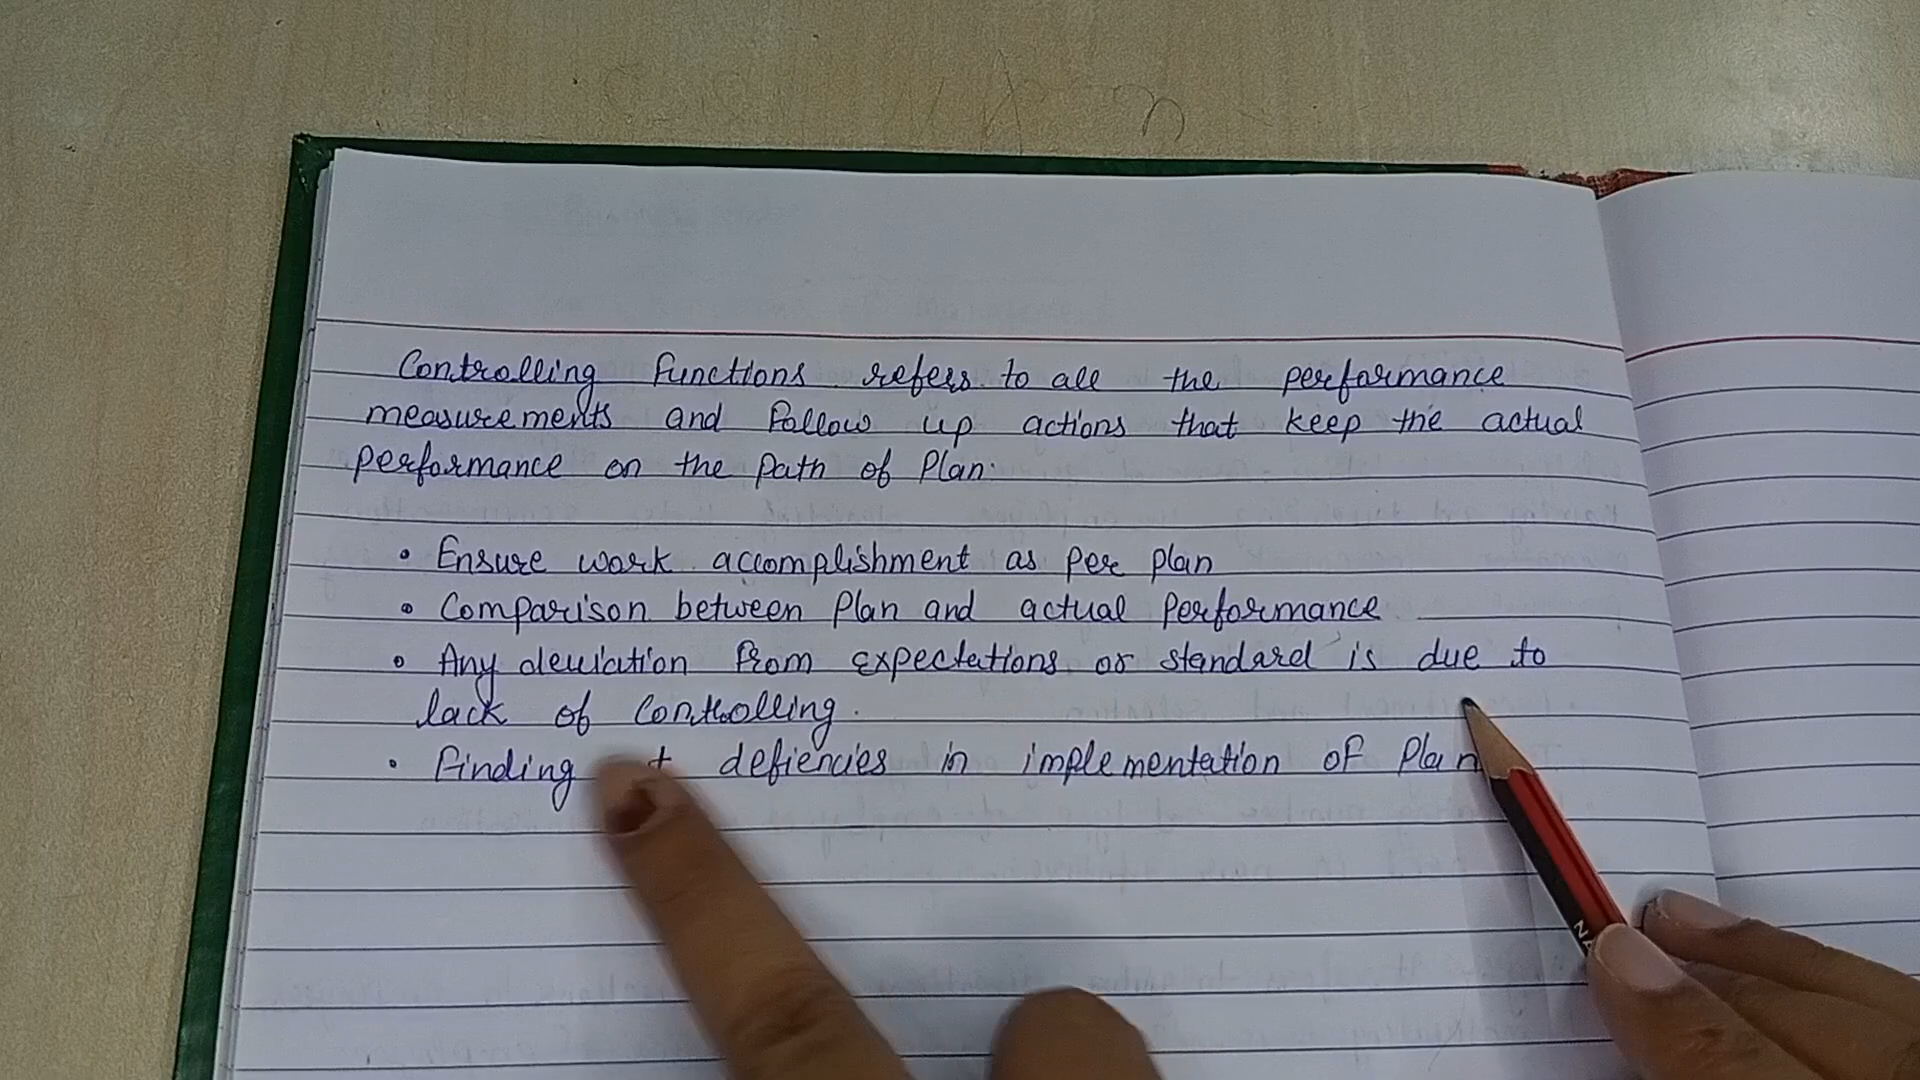 Controlling functions refers to all the performance
measurements and follow up actions that keep the actual
performance on the path of Plan.
• Ensure work accomplishment as per plan
• Comparison between Plan and actual Performance
• Any deviation from expectations or standard is due to
lack of controlling.
• finding defiencies in implementation of Plan
NA